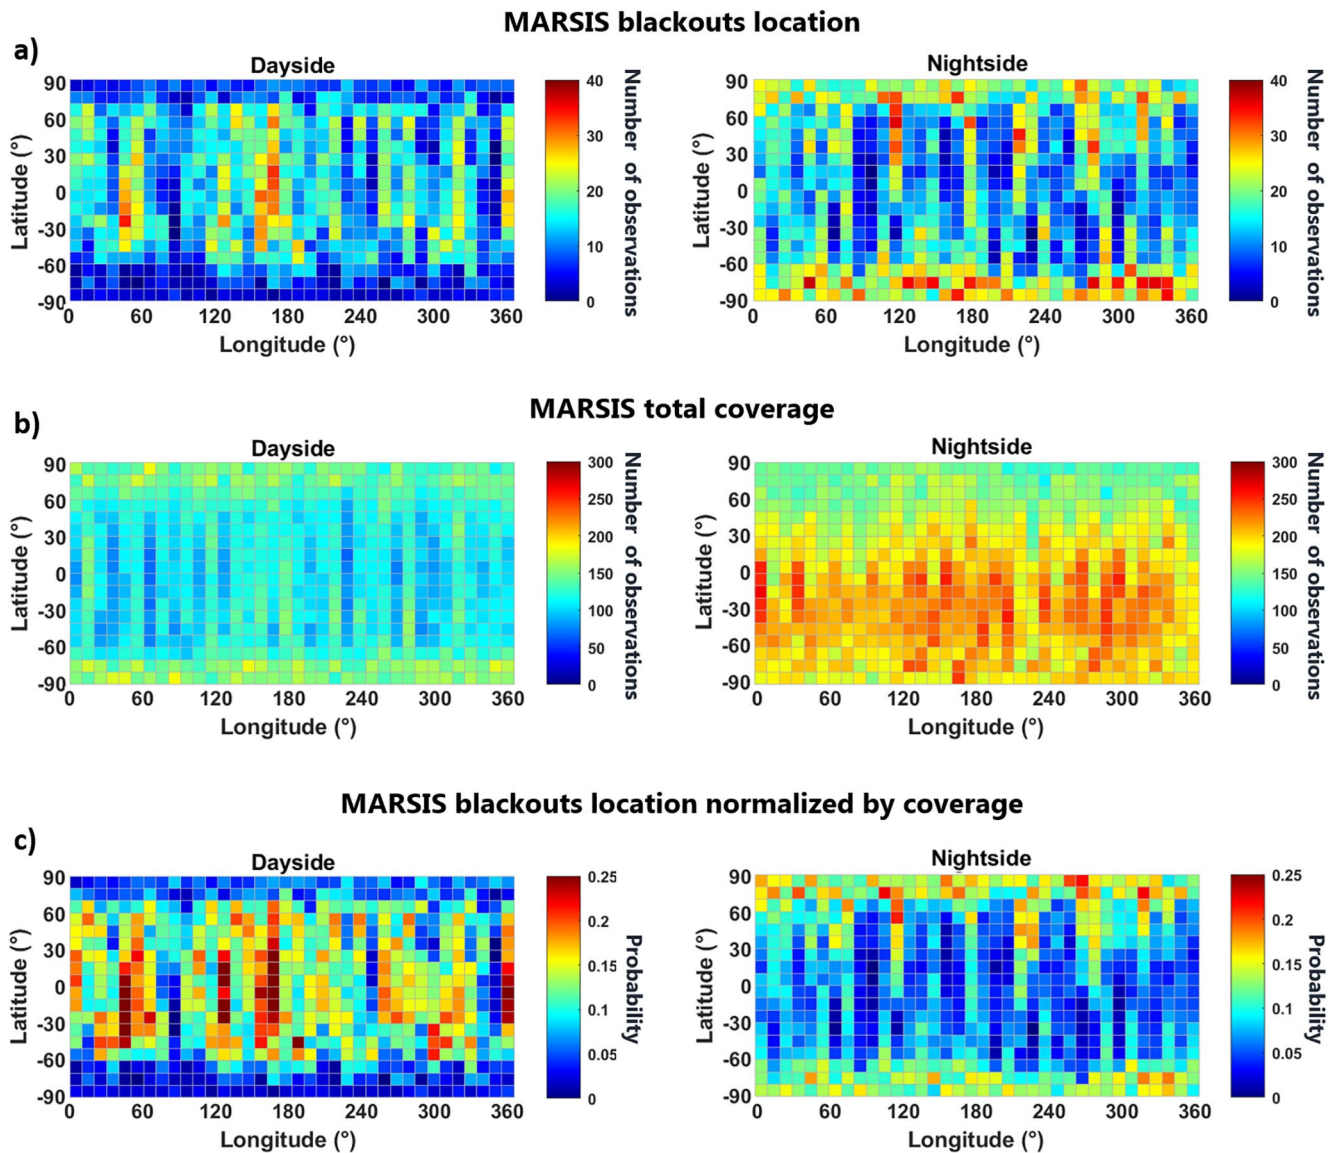 MARSIS blackouts location
a)
Dayside
Nightside
90
60
30
0
-30
-60
-90
0 60 120 180 240 300 360
Latitude (°)
Longitude (°)
40
30
20
10
0
Number of observations
90
60
30
0
-30
-60
-90
0 60 120 180 240 300 360
Latitude (°)
Longitude (°)
40
30
20
10
0
Number of observations
MARSIS total coverage
b)
Dayside
Nightside
90
60
30
0
-30
-60
-90
0 60 120 180 240 300 360
Latitude (°)
Longitude (°)
300
250
200
150
100
50
0
Number of observations
90
60
30
0
-30
-60
-90
0 60 120 180 240 300 360
Latitude (°)
Longitude (°)
300
250
200
150
100
50
0
Number of observations
MARSIS blackouts location normalized by coverage
c)
Dayside
Nightside
90
60
30
0
-30
-60
-90
0 60 120 180 240 300 360
Latitude (°)
Longitude (°)
0.25
0.2
0.15
0.1
0.05
0
Probability
90
60
30
0
-30
-60
-90
0 60 120 180 240 300 360
Latitude (°)
Longitude (°)
0.25
0.2
0.15
0.1
0.05
0
Probability